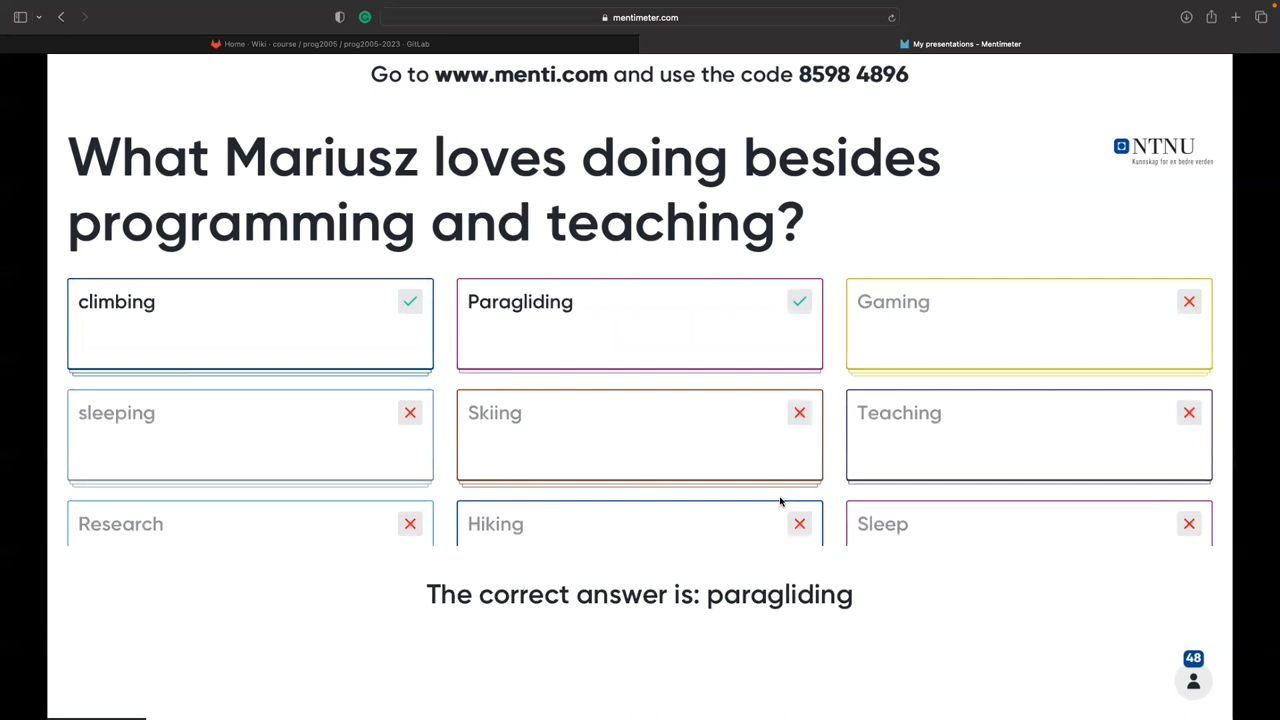 mentimeter.com
Home · Wiki · course / prog2005 / prog2005-2023 · GitLab
My presentations - Mentimeter
Go to www.menti.com and use the code 8598 4896
What Mariusz loves doing besides
programming and teaching?
NTNU
Kunnskap for en bedre verden
climbing
Paragliding
Gaming
sleeping
Skiing
Teaching
Research
Hiking
Sleep
The correct answer is: paragliding
48